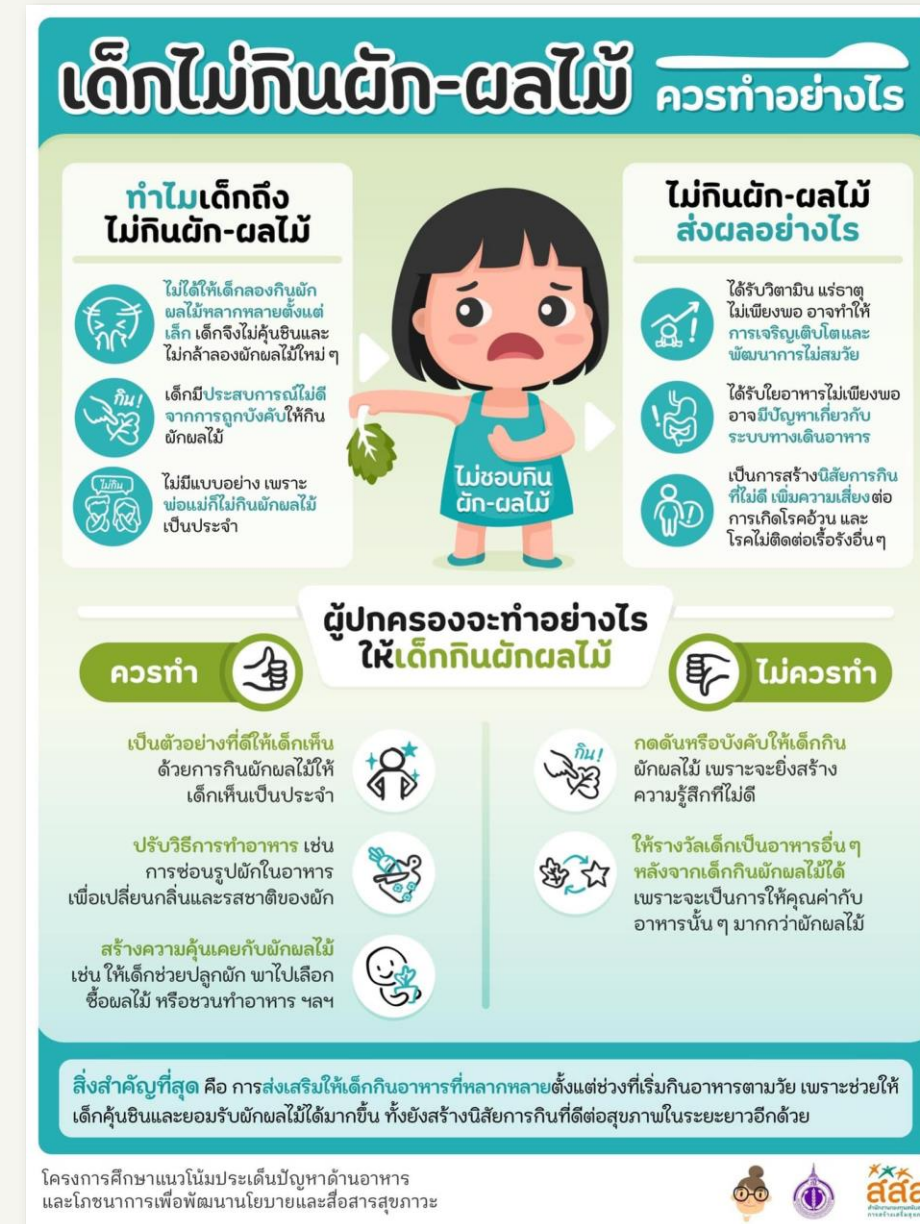 เด็กไม่กินผัก-ผลไม้ ควรทำอย่างไร
ทำไมเด็กถึง
ไม่กินผัก-ผลไม้
ไม่ได้ให้เด็กลองกินผัก
ผลไม้หลากหลายตั้งแต่
เล็ก เด็กจึงไม่คุ้นชินและ
ไม่กล้าลองผักผลไม้ใหม่ ๆ
กิน!
เด็กมีประสบการณ์ไม่ดี
จากการถูกบังคับให้กิน
ผักผลไม้
ไม่กิน
ไม่มีแบบอย่าง เพราะ
พ่อแม่ก็ไม่กินผักผลไม้
เป็นประจำ
ไม่ชอบกิน
ผัก-ผลไม้
ไม่กินผัก-ผลไม้
ส่งผลอย่างไร
ได้รับวิตามิน แร่ธาตุ
ไม่เพียงพอ อาจทำให้
การเจริญเติบโตและ
พัฒนาการไม่สมวัย
ได้รับใยอาหารไม่เพียงพอ
อาจมีปัญหาเกี่ยวกับ
ระบบทางเดินอาหาร
เป็นการสร้างนิสัยการกิน
ที่ไม่ดี เพิ่มความเสี่ยงต่อ
การเกิดโรคอ้วน และ
โรคไม่ติดต่อเรื้อรังอื่น ๆ
ผู้ปกครองจะทำอย่างไร
ให้เด็กกินผักผลไม้
ควรทำ
เป็นตัวอย่างที่ดีให้เด็กเห็น
ด้วยการกินผักผลไม้ให้
เด็กเห็นเป็นประจำ
ปรับวิธีการทำอาหาร เช่น
การซ่อนรูปผักในอาหาร
เพื่อเปลี่ยนกลิ่นและรสชาติของผัก
สร้างความคุ้นเคยกับผักผลไม้
เช่น ให้เด็กช่วยปลูกผัก พาไปเลือก
ซื้อผลไม้ หรือชวนทำอาหาร ฯลฯ
ไม่ควรทำ
กิน!
กดดันหรือบังคับให้เด็กกิน
ผักผลไม้ เพราะจะยิ่งสร้าง
ความรู้สึกที่ไม่ดี
ให้รางวัลเด็กเป็นอาหารอื่น ๆ
หลังจากเด็กกินผักผลไม้ได้
เพราะจะเป็นการให้คุณค่ากับ
อาหารนั้น ๆ มากกว่าผักผลไม้
สิ่งสำคัญที่สุด คือ การส่งเสริมให้เด็กกินอาหารที่หลากหลายตั้งแต่ช่วงที่เริ่มกินอาหารตามวัย เพราะช่วยให้
เด็กคุ้นชินและยอมรับผักผลไม้ได้มากขึ้น ทั้งยังสร้างนิสัยการกินที่ดีต่อสุขภาพในระยะยาวอีกด้วย
โครงการศึกษาแนวโน้มประเด็นปัญหาด้านอาหาร
และโภชนาการเพื่อพัฒนานโยบายและสื่อสารสุขภาวะ